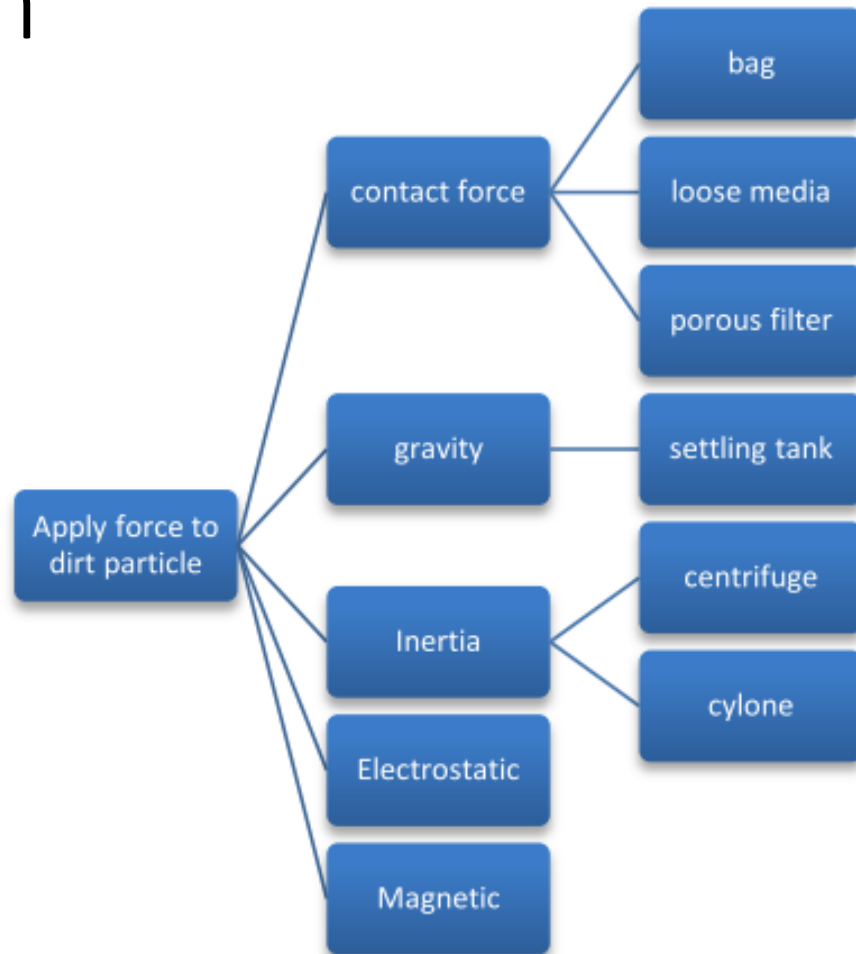 bag
contact force
loose media
porous filter
gravity
settling tank
Apply force to
dirt particle
centrifuge
Inertia
cylone
Electrostatic
Magnetic